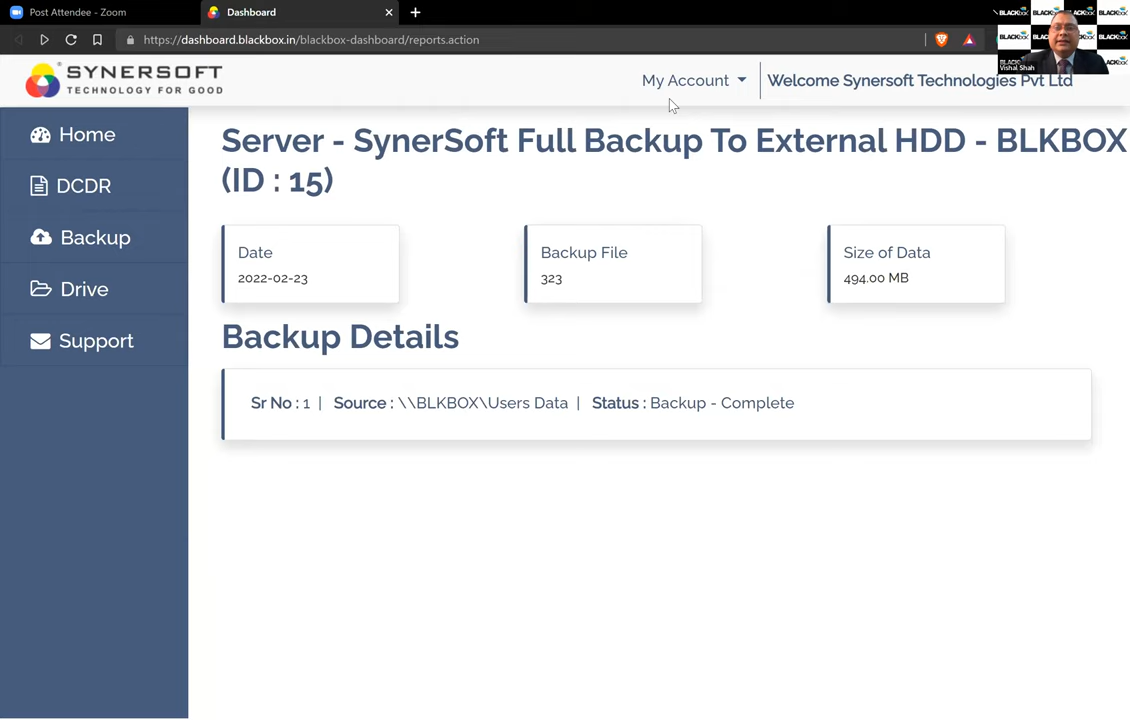 Post Attendee - Zoom
Dashboard
https://dashboard.blackbox.in/blackbox-dashboard/reports.action
SYNERSOFT
TECHNOLOGY FOR GOOD
My Account
Welcome Synersoft Technologies Pvt Ltd
Vishal Shah
Home
DCDR
Backup
Drive
Support
Server - SynerSoft Full Backup To External HDD - BLKBOX
(ID : 15)
Date
2022-02-23
Backup File
323
Size of Data
494.00 MB
Backup Details
Sr No : 1 | Source : \\BLKBOX\Users Data | Status : Backup - Complete